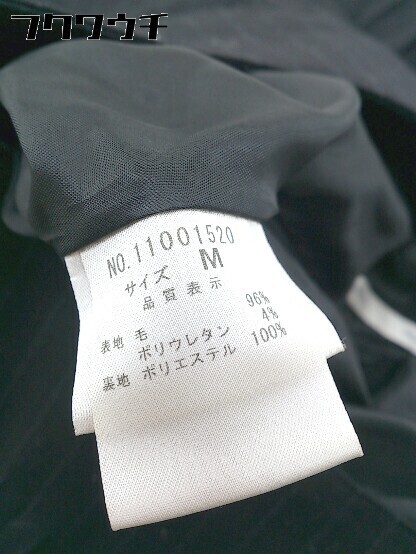 フクウクチ
NO.11001520
サイズ M
品質表示
表地 毛 96%
ポリウレタン 4%
裏地 ポリエステル 100%